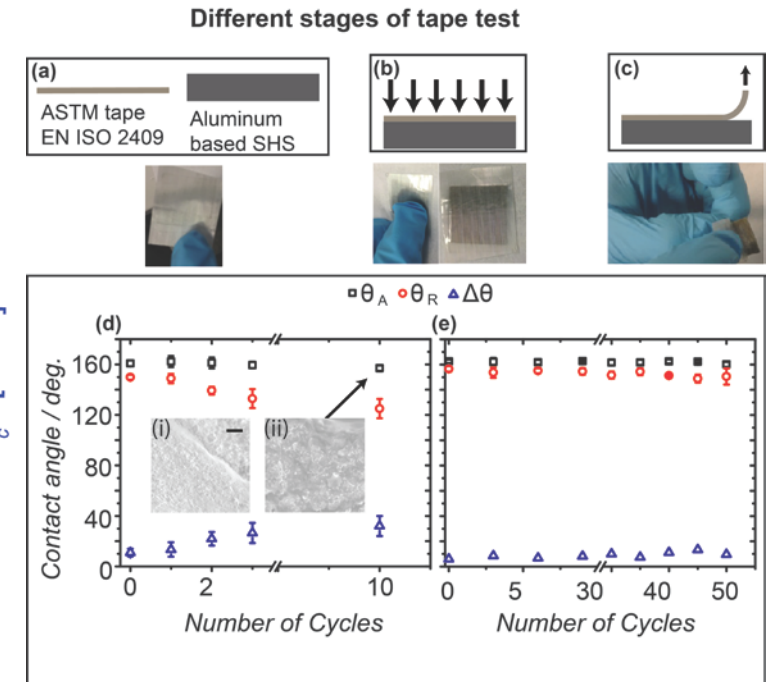 Different stages of tape test
(a)
ASTM tape
EN ISO 2409
Aluminum
based SHS
(b)
(c)
θA θR Δθ
(d)
(e)
Contact angle / deg.
160
120
80
40
0
(i)
(ii)
0 2 10
0 5 30 40 50
Number of Cycles
Number of Cycles
c